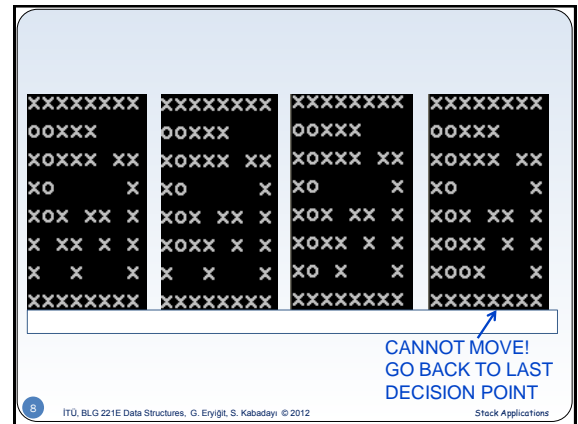 XXXXXXXX
OOXXX
XOXXX XX
XO     X
XOX XX X
X XX X X
X  X   X
XXXXXXXX
XXXXXXXX
OOXXX
XOXXX XX
XO     X
XOX XX X
XOXX X X
X  X   X
XXXXXXXX
XXXXXXXX
OOXXX
XOXXX XX
XO     X
XOX XX X
XOXX X X
XO X   X
XXXXXXXX
XXXXXXXX
OOXXX
XOXXX XX
XO     X
XOX XX X
XOXX X X
XOOX   X
XXXXXXXX
CANNOT MOVE!
GO BACK TO LAST
DECISION POINT
8
İTÜ, BLG 221E Data Structures, G. Eryiğit, S. Kabadayı © 2012
Stack Applications